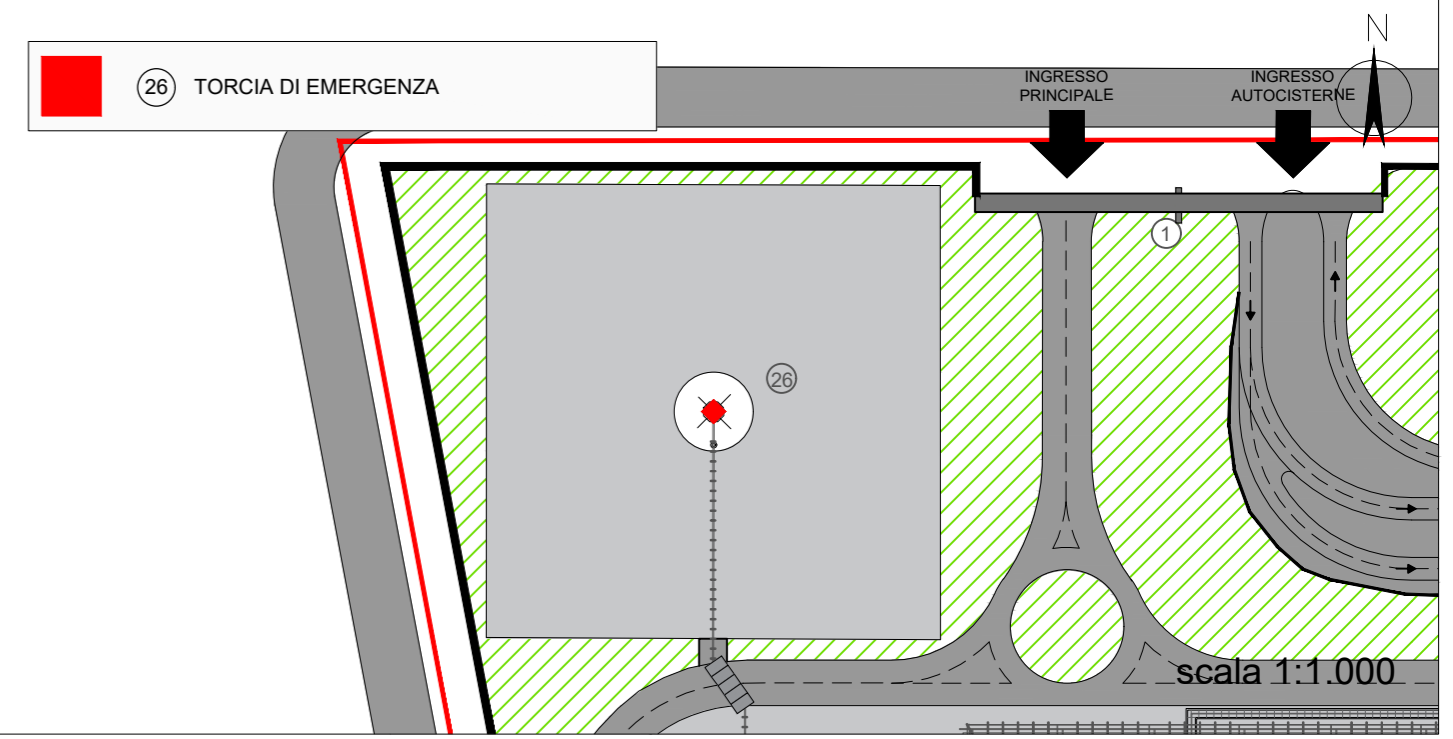 26 TORCIA DI EMERGENZA
N
INGRESSO
PRINCIPALE
INGRESSO
AUTOCISTERNE
1
26
scala 1:1.000